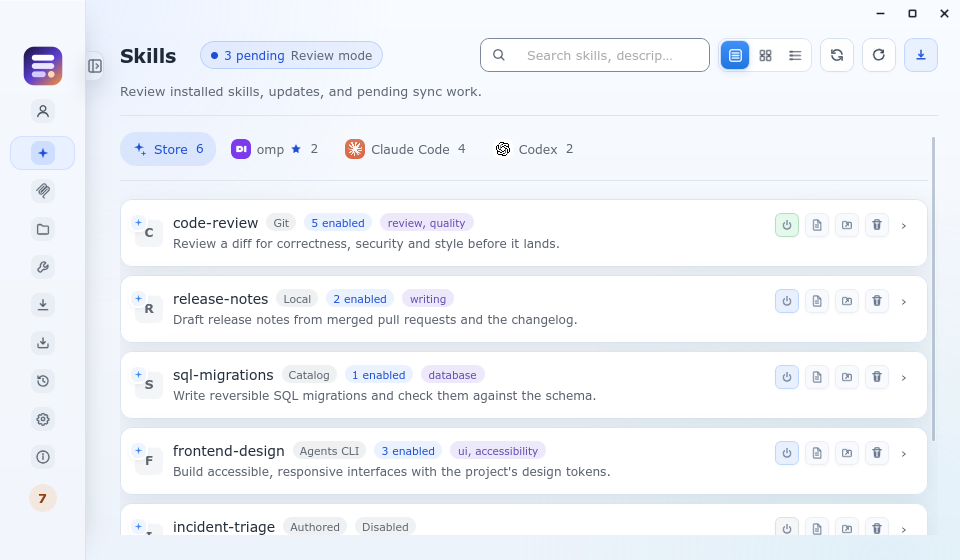 Skills
3 pending Review mode
Search skills, descrip...
Review installed skills, updates, and pending sync work.
Store 6
DI omp 2
Claude Code 4
Codex 2
C code-review Git 5 enabled review, quality
Review a diff for correctness, security and style before it lands.
R release-notes Local 2 enabled writing
Draft release notes from merged pull requests and the changelog.
S sql-migrations Catalog 1 enabled database
Write reversible SQL migrations and check them against the schema.
F frontend-design Agents CLI 3 enabled ui, accessibility
Build accessible, responsive interfaces with the project's design tokens.
incident-triage Authored Disabled
7